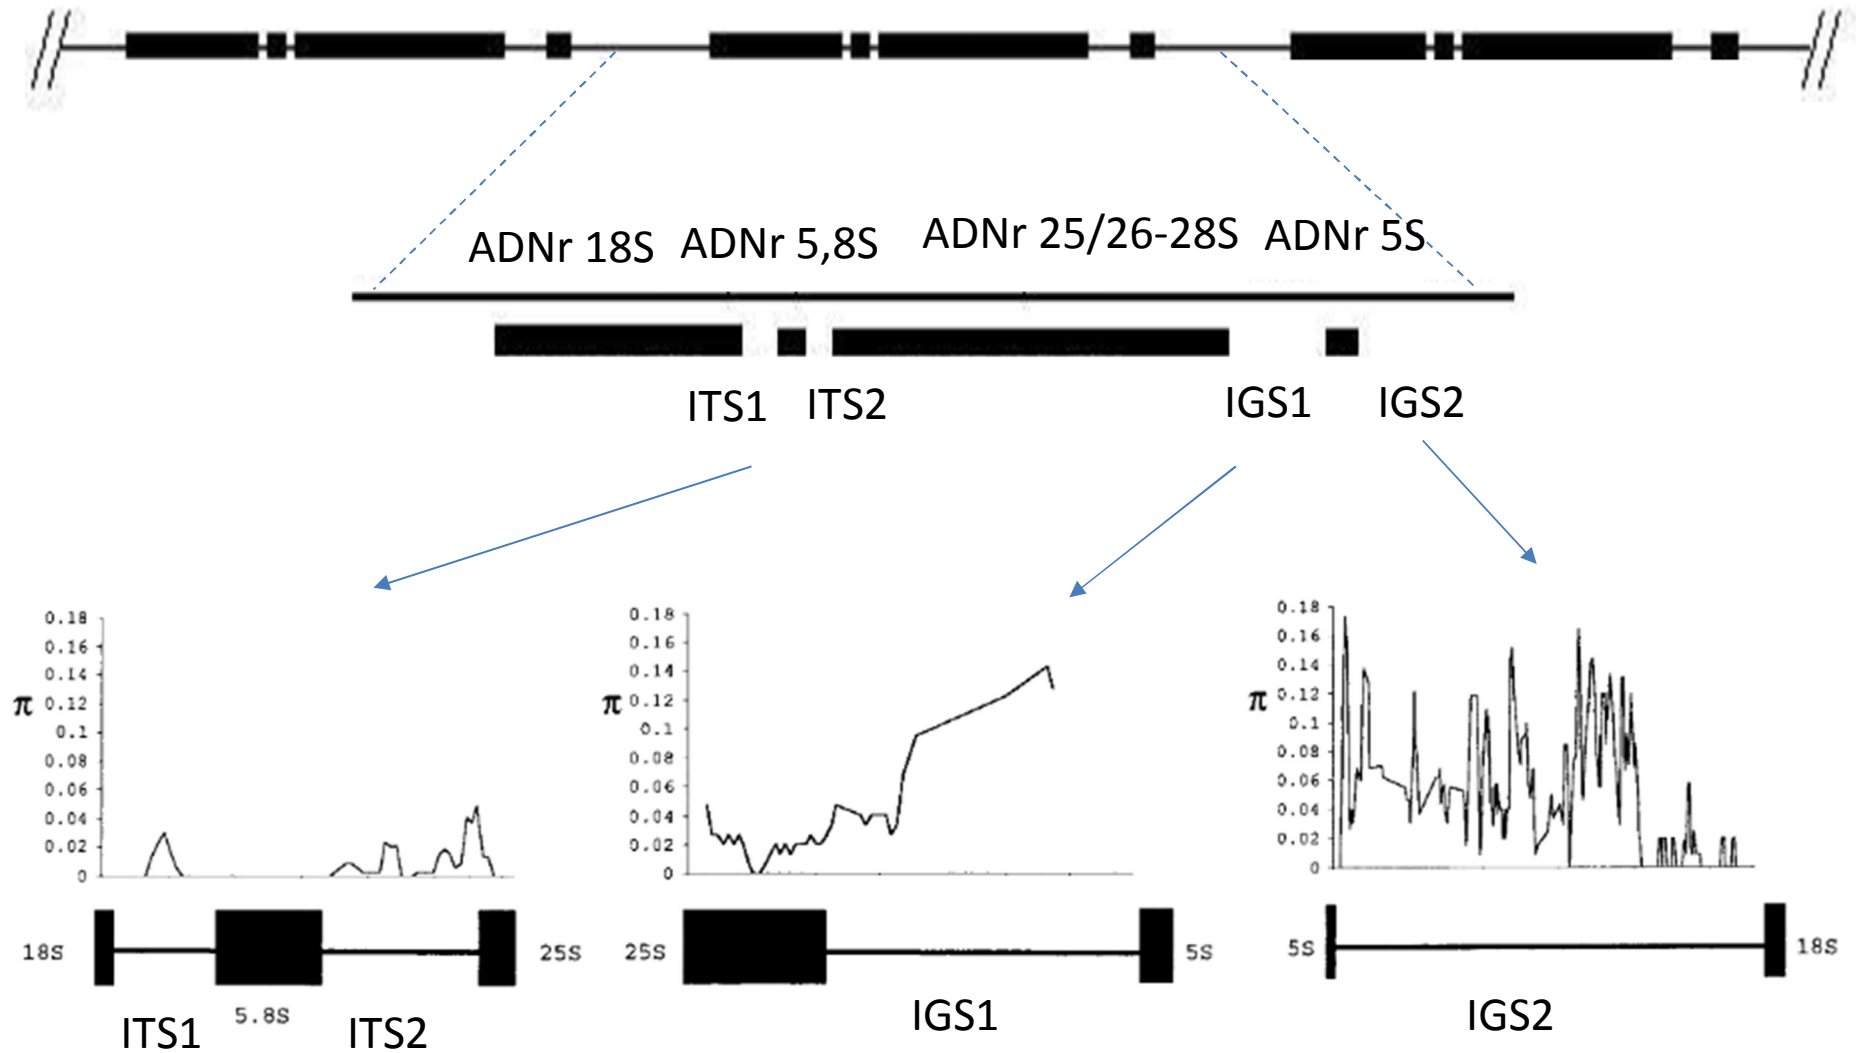 ADNr 18S ADNr 5,8S ADNr 25/26-28S ADNr 5S
ITS1 ITS2 IGS1 IGS2
0.18
0.16
0.14
π 0.12
0.1
0.08
0.06
0.04
0.02
0
0.18
0.16
0.14
π 0.12
0.1
0.08
0.06
0.04
0.02
0
0.18
0.16
0.14
π 0.12
0.1
0.08
0.06
0.04
0.02
0
18S 25S
5.8S
ITS1 ITS2
25S 5S
IGS1
5S 18S
IGS2